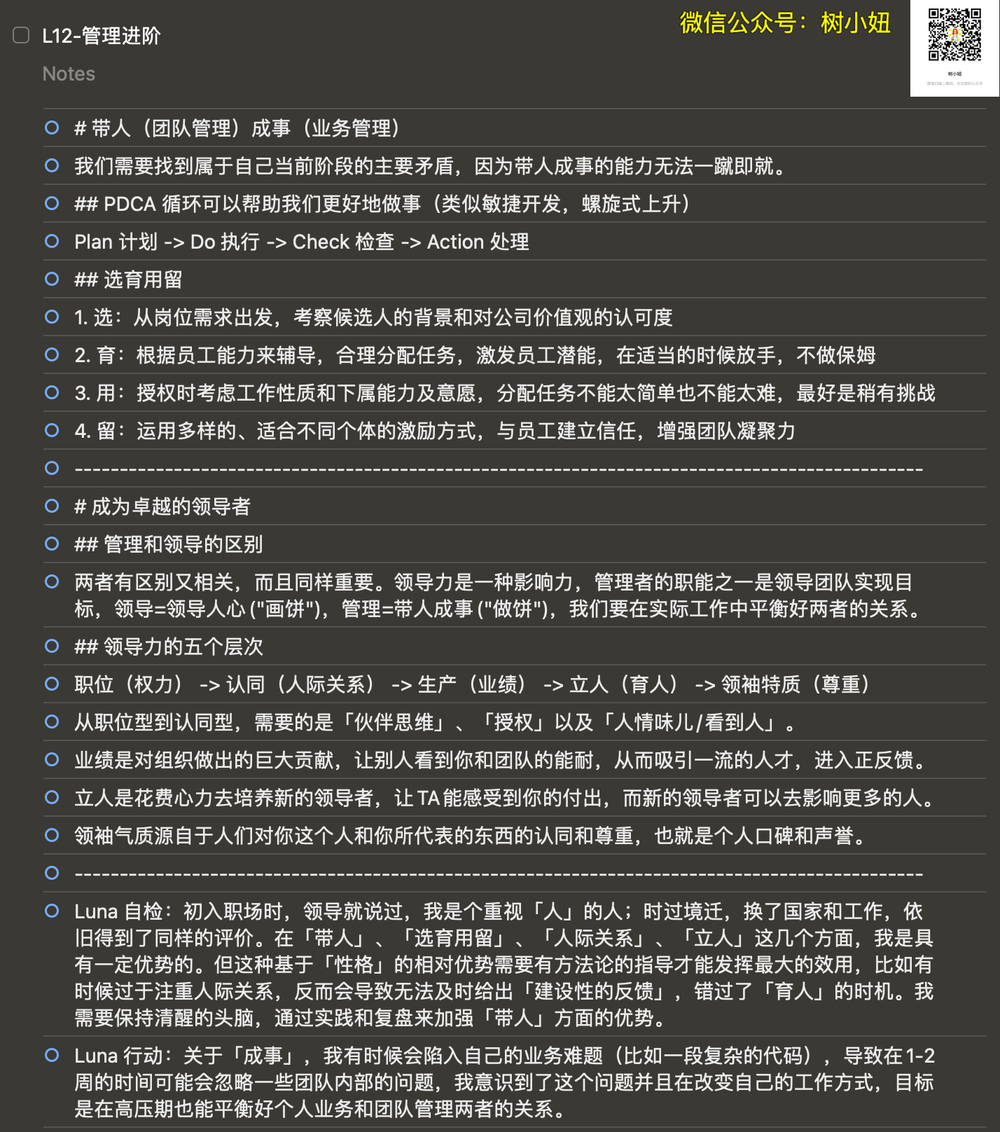 微信公众号：树小妞
树小妞
L12-管理进阶
Notes
# 带人（团队管理）成事（业务管理）
我们需要找到属于自己当前阶段的主要矛盾，因为带人成事的能力无法一蹴即就。
## PDCA 循环可以帮助我们更好地做事（类似敏捷开发，螺旋式上升）
Plan 计划 -> Do 执行 -> Check 检查 -> Action 处理
## 选育用留
1. 选：从岗位需求出发，考察候选人的背景和对公司价值观的认可度
2. 育：根据员工能力来辅导，合理分配任务，激发员工潜能，在适当的时候放手，不做保姆
3. 用：授权时考虑工作性质和下属能力及意愿，分配任务不能太简单也不能太难，最好是稍有挑战
4. 留：运用多样的、适合不同个体的激励方式，与员工建立信任，增强团队凝聚力
----------------------------------------------------------------------------------------------
# 成为卓越的领导者
## 管理和领导的区别
两者有区别又相关，而且同样重要。领导力是一种影响力，管理者的职能之一是领导团队实现目
标，领导=领导人心 ("画饼")，管理=带人成事 ("做饼")，我们要在实际工作中平衡好两者的关系。
## 领导力的五个层次
职位（权力） -> 认同（人际关系） -> 生产（业绩） -> 立人（育人） -> 领袖特质（尊重）
从职位型到认同型，需要的是「伙伴思维」、「授权」以及「人情味儿/看到人」。
业绩是对组织做出的巨大贡献，让别人看到你和团队的能耐，从而吸引一流的人才，进入正反馈。
立人是花费心力去培养新的领导者，让 TA 能感受到你的付出，而新的领导者可以去影响更多的人。
领袖气质源自于人们对你这个人和你所代表的东西的认同和尊重，也就是个人口碑和声誉。
----------------------------------------------------------------------------------------------
Luna 自检：初入职场时，领导就说过，我是个重视「人」的人；时过境迁，换了国家和工作，依
旧得到了同样的评价。在「带人」、「选育用留」、「人际关系」、「立人」这几个方面，我是具
有一定优势的。但这种基于「性格」的相对优势需要有方法论的指导才能发挥最大的效用，比如有
时候过于注重人际关系，反而会导致无法及时给出「建设性的反馈」，错过了「育人」的时机。我
需要保持清醒的头脑，通过实践和复盘来加强「带人」方面的优势。
Luna 行动：关于「成事」，我有时候会陷入自己的业务难题（比如一段复杂的代码），导致在 1-2
周的时间可能会忽略一些团队内部的问题，我意识到了这个问题并且在改变自己的工作方式，目标
是在高压期也能平衡好个人业务和团队管理两者的关系。